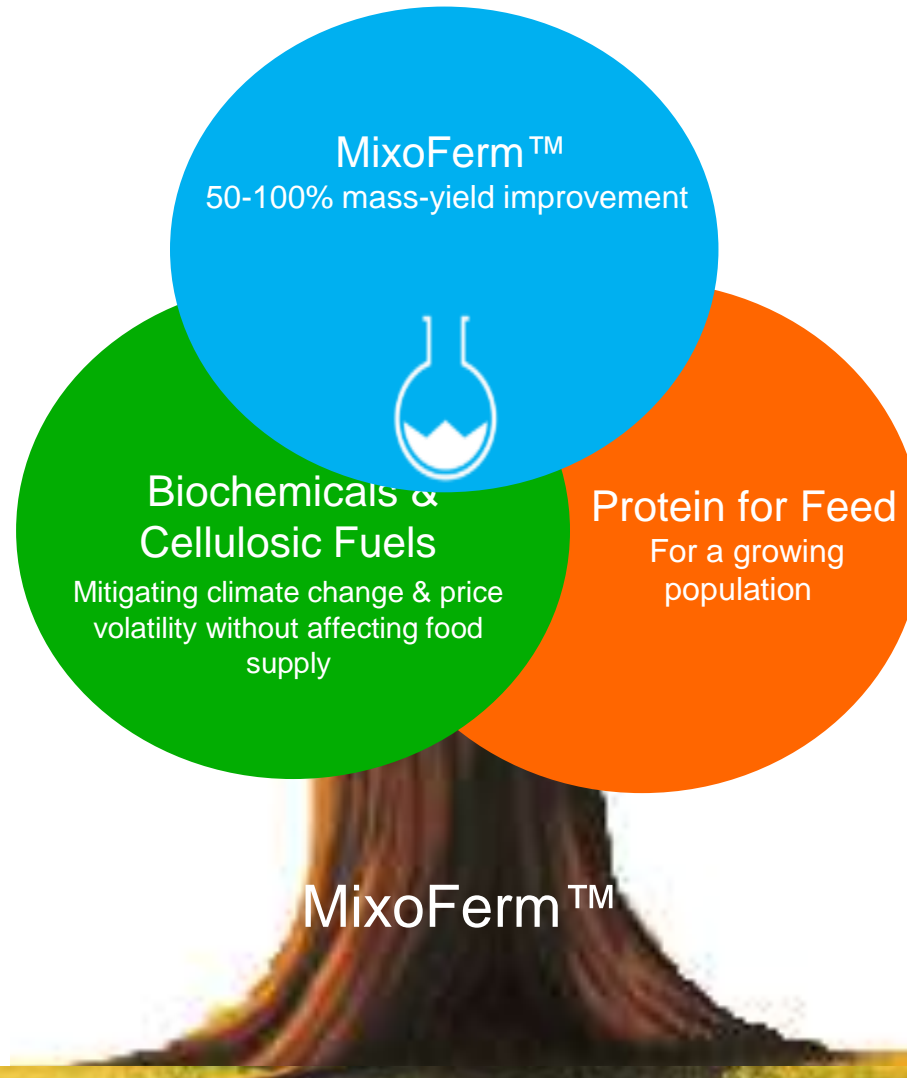 MixoFerm™
50-100% mass-yield improvement
Biochemicals &
Cellulosic Fuels
Mitigating climate change & price
volatility without affecting food
supply
Protein for Feed
For a growing
population
MixoFerm™